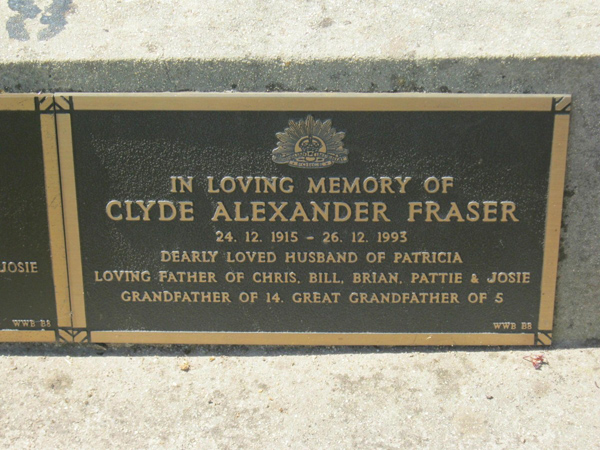 IN LOVING MEMORY OF
CLYDE ALEXANDER FRASER
24. 12. 1915 - 26. 12. 1993
DEARLY LOVED HUSBAND OF PATRICIA
LOVING FATHER OF CHRIS, BILL, BRIAN, PATTIE & JOSIE
GRANDFATHER OF 14. GREAT GRANDFATHER OF 5
WWB B8
JOSIE
WWB B8